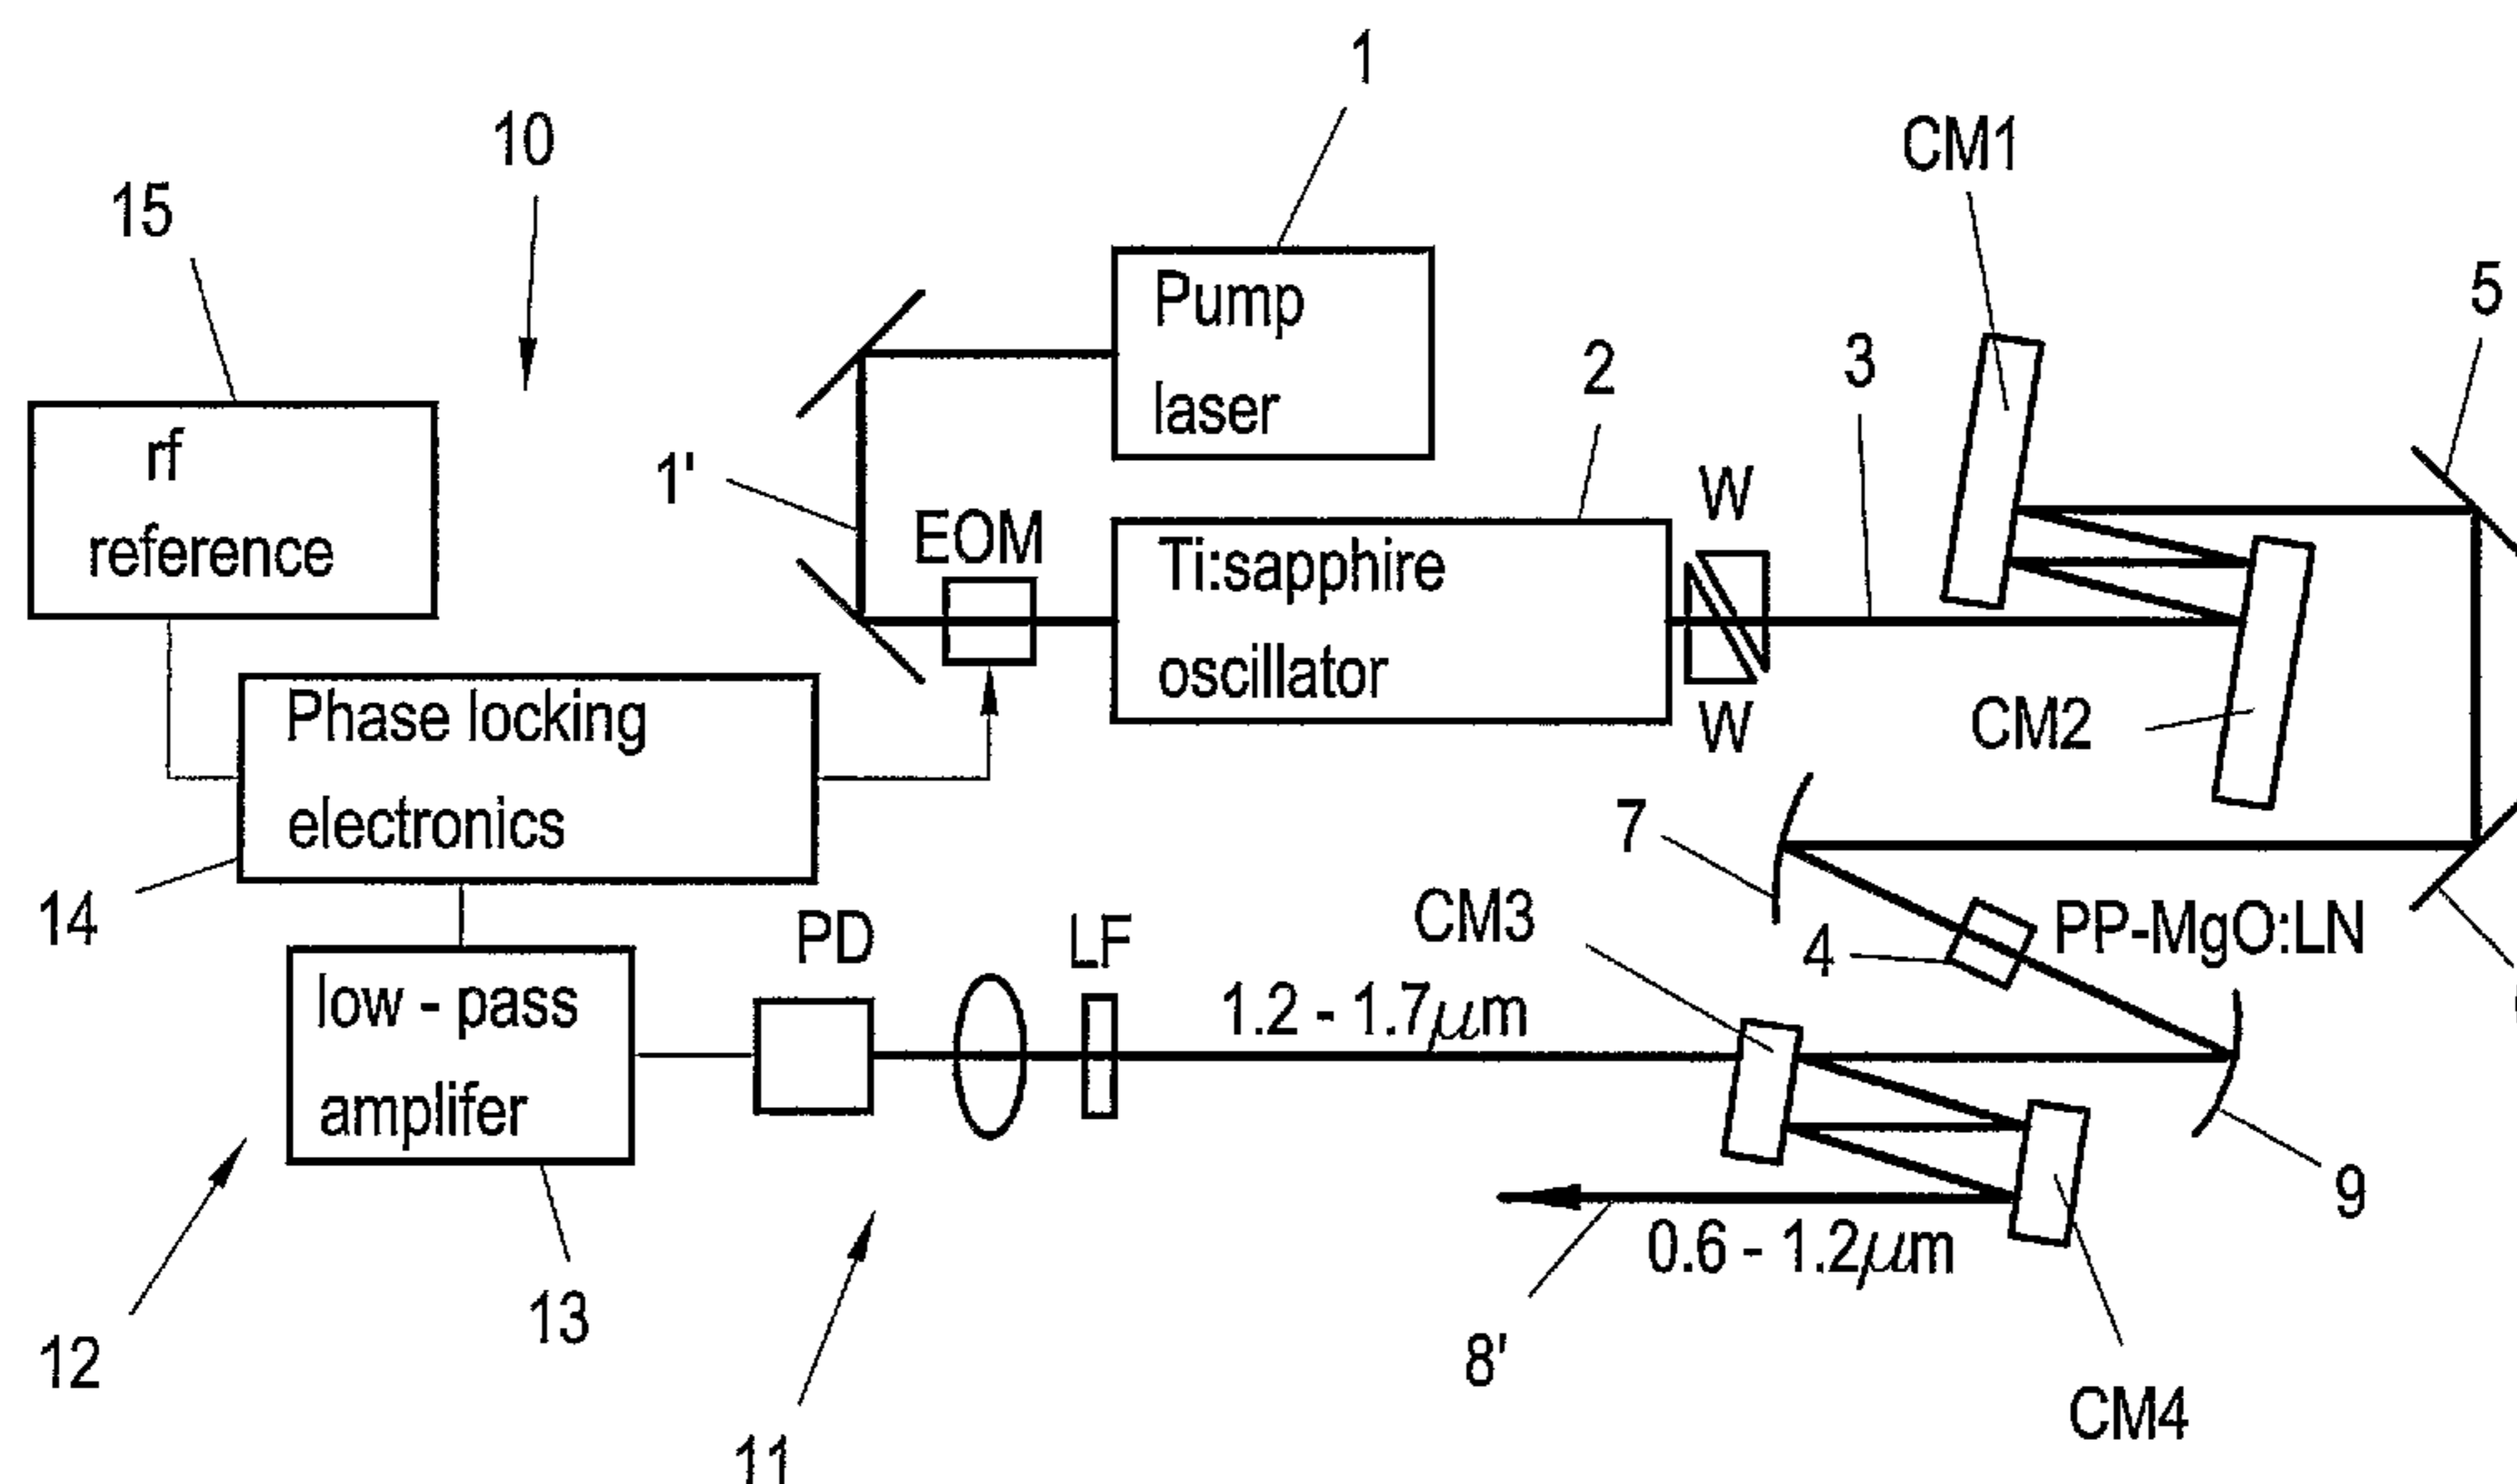 1
10
CM1
15
5
Pump
laser
2
3
rf
reference
1'
EOM
W
Ti:sapphire
oscillator
Phase locking
electronics
W
CM2
7
14
PD
LF
CM3
4
PP-MgO:LN
low - pass
amplifer
1.2 - 1.7μm
9
0.6 - 1.2μm
12
13
8'
CM4
11